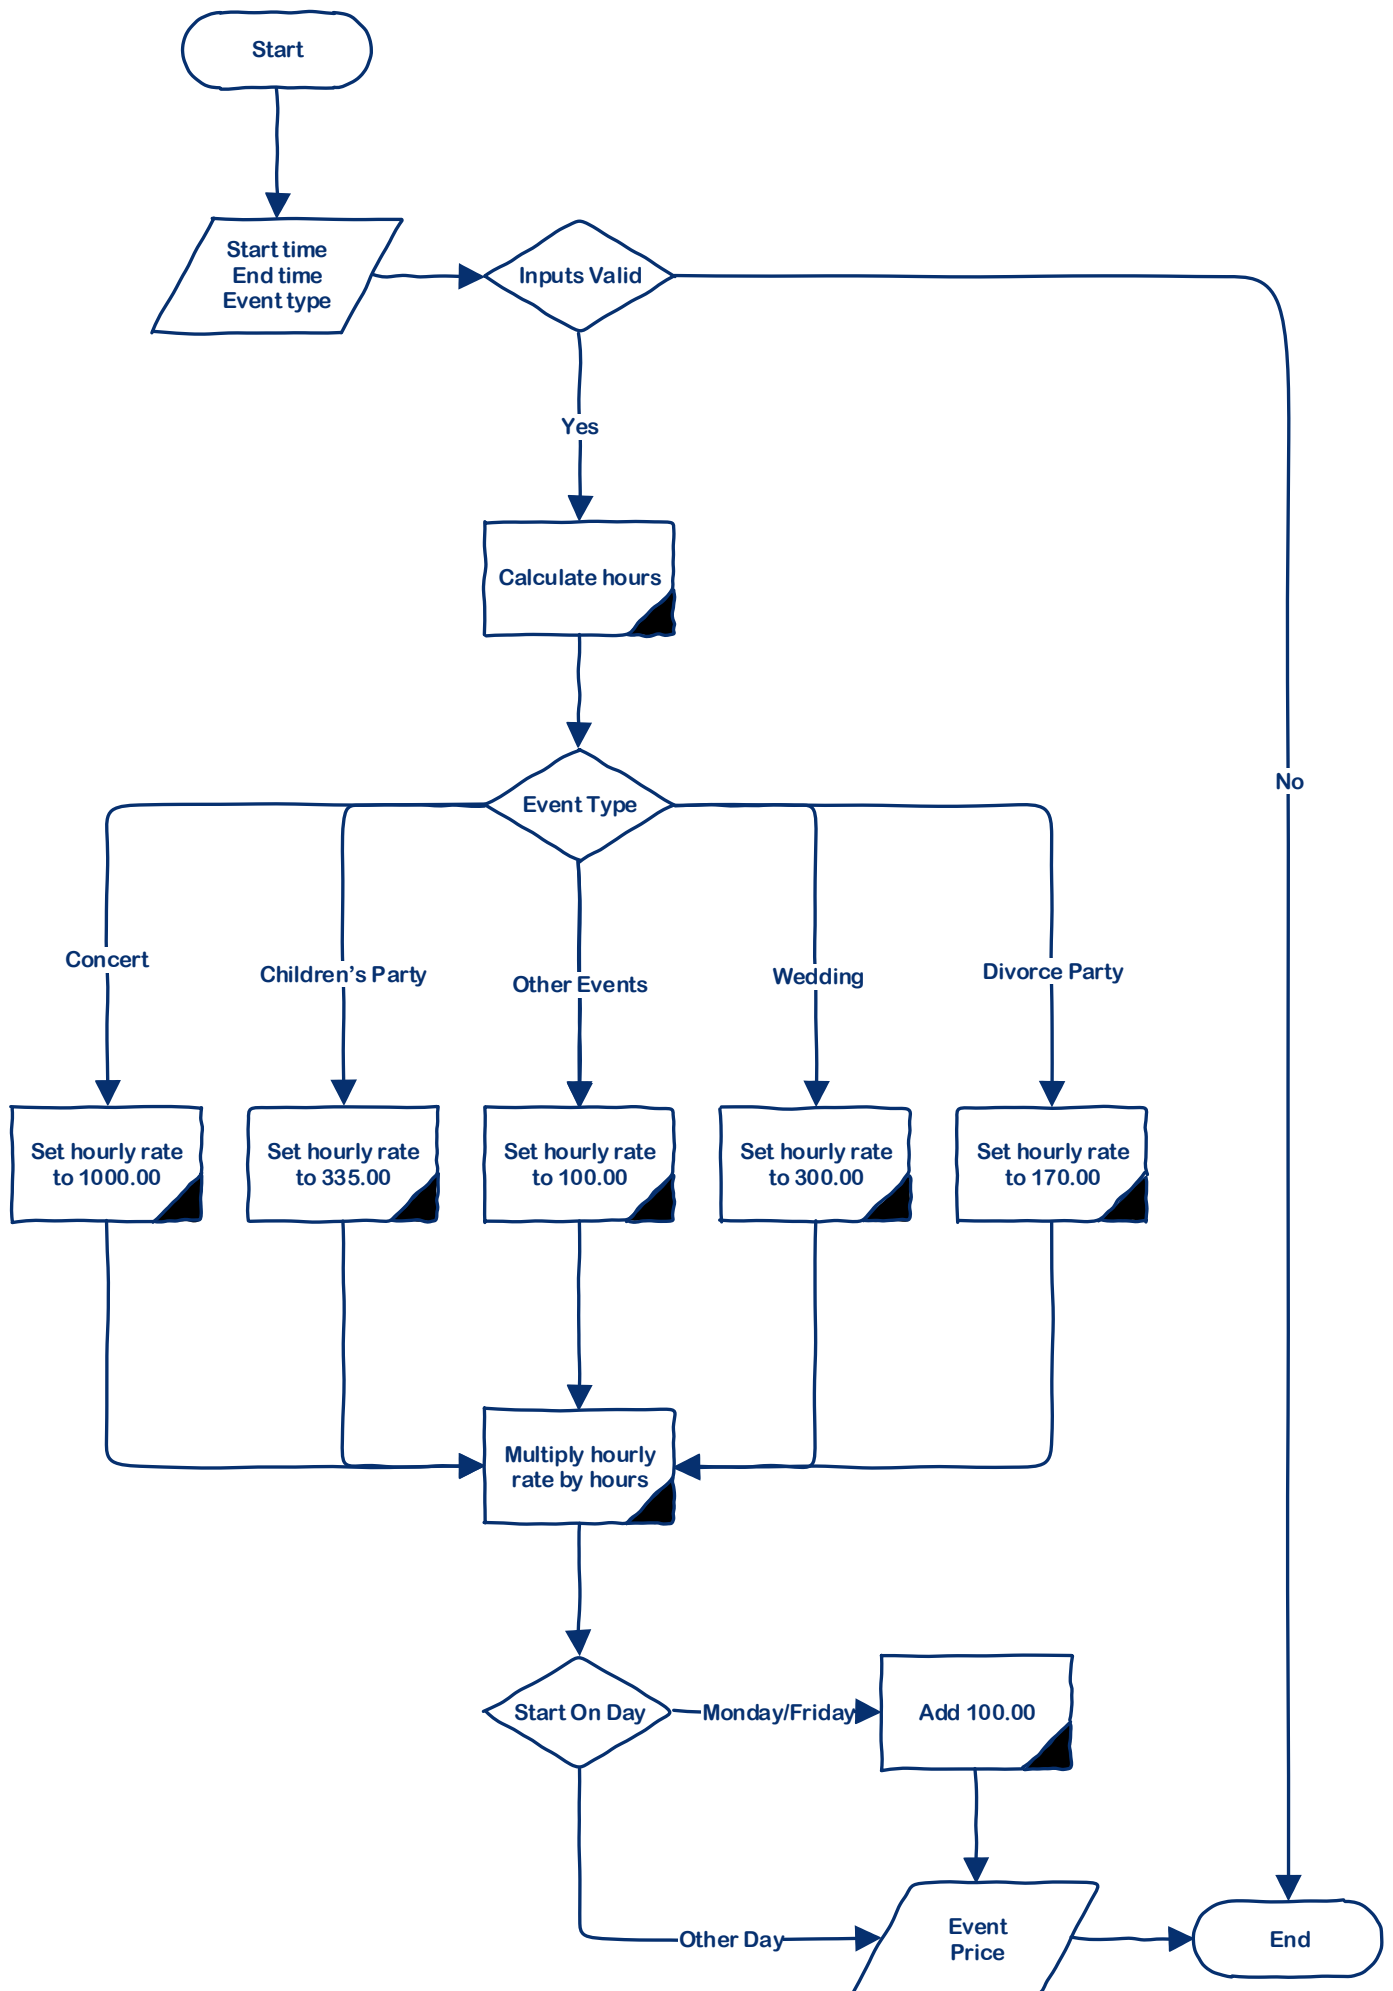 Start
Start time
End time
Event type
Inputs Valid
Yes
Calculate hours
No
Event Type
Concert
Children’s Party
Other Events
Wedding
Divorce Party
Set hourly rate
to 1000.00
Set hourly rate
to 335.00
Set hourly rate
to 100.00
Set hourly rate
to 300.00
Set hourly rate
to 170.00
Multiply hourly
rate by hours
Start On Day
Monday/Friday
Add 100.00
Other Day
Event
Price
End